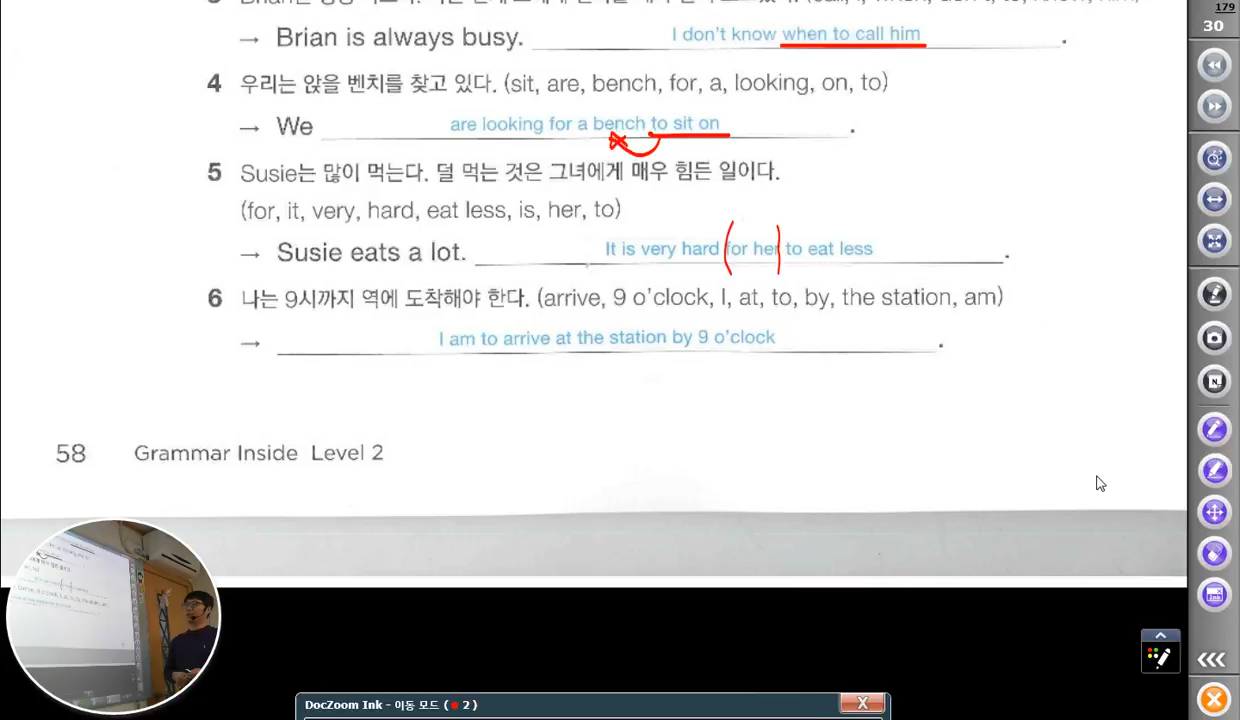 179
30
I don't know when to call him
→ Brian is always busy. .
4 우리는 앉을 벤치를 찾고 있다. (sit, are, bench, for, a, looking, on, to)
are looking for a bench to sit on
→ We .
5 Susie는 많이 먹는다. 덜 먹는 것은 그녀에게 매우 힘든 일이다.
(for, it, very, hard, eat less, is, her, to)
It is very hard for her to eat less
→ Susie eats a lot. .
6 나는 9시까지 역에 도착해야 한다. (arrive, 9 o'clock, I, at, to, by, the station, am)
I am to arrive at the station by 9 o'clock
→ .
58 Grammar Inside Level 2
DocZoom Ink - 이동 모드 ( 2 )